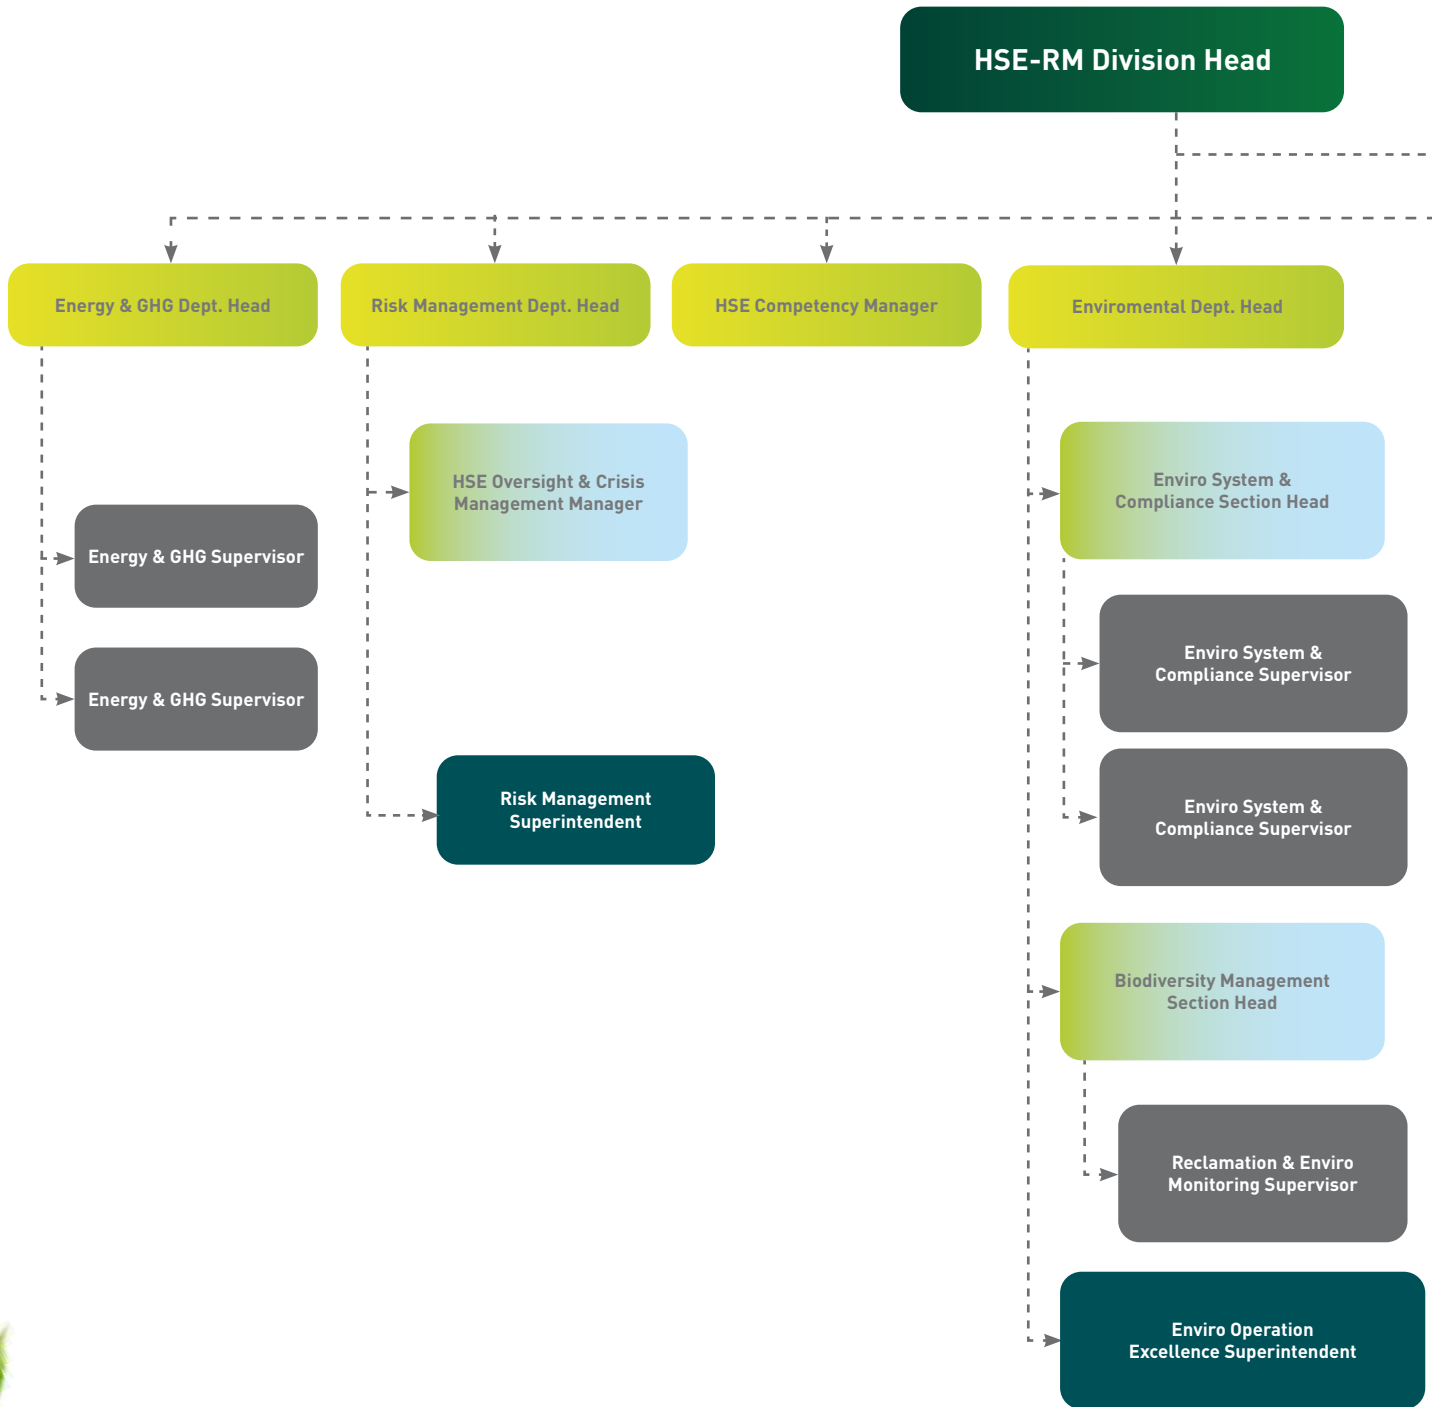 HSE-RM Division Head
Energy & GHG Dept. Head
Risk Management Dept. Head
HSE Competency Manager
Enviromental Dept. Head
Energy & GHG Supervisor
Energy & GHG Supervisor
HSE Oversight & Crisis
Management Manager
Risk Management
Superintendent
Enviro System &
Compliance Section Head
Enviro System &
Compliance Supervisor
Enviro System &
Compliance Supervisor
Biodiversity Management
Section Head
Reclamation & Enviro
Monitoring Supervisor
Enviro Operation
Excellence Superintendent